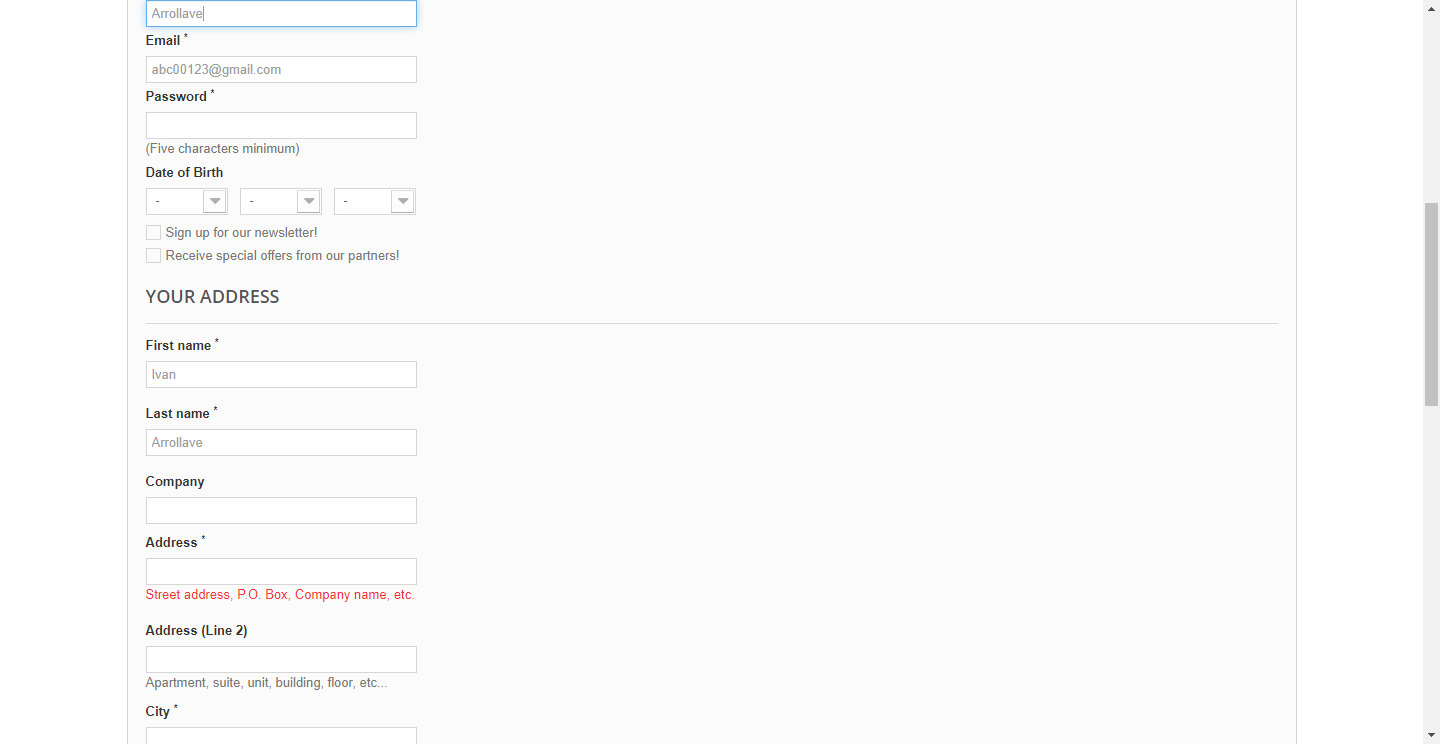 Arrollave
Email *
abc00123@gmail.com
Password *
(Five characters minimum)
Date of Birth
- - -
Sign up for our newsletter!
Receive special offers from our partners!
YOUR ADDRESS
First name *
Ivan
Last name *
Arrollave
Company
Address *
Street address, P.O. Box, Company name, etc.
Address (Line 2)
Apartment, suite, unit, building, floor, etc...
City *